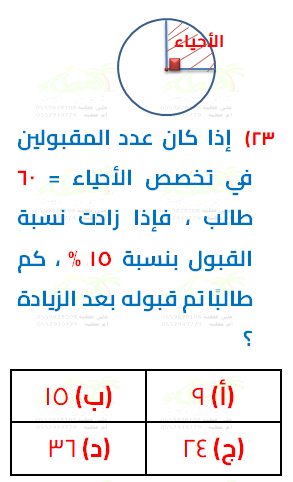 الأحياء
٢٣) إذا كان عدد المقبولين
في تخصص الأحياء = ٦٠
طالب ، فإذا زادت نسبة
القبول بنسبة ١٥ % ، كم
طالبًا تم قبوله بعد الزيادة
؟
(أ) ٩ (ب) ١٥
(ج) ٢٤ (د) ٣٦